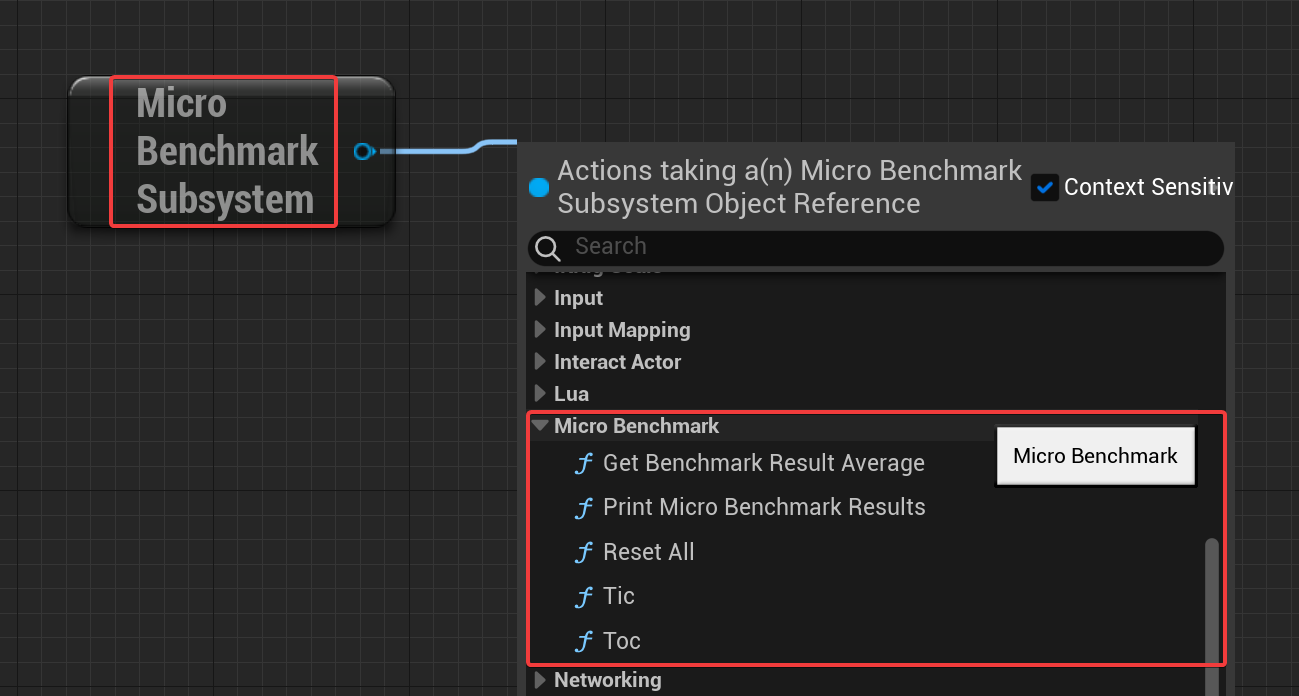 Micro
Benchmark
Subsystem
Actions taking a(n) Micro Benchmark
Subsystem Object Reference
Context Sensitiv
Search
Input
Input Mapping
Interact Actor
Lua
Micro Benchmark
Micro Benchmark
Get Benchmark Result Average
Print Micro Benchmark Results
Reset All
Tic
Toc
Networking